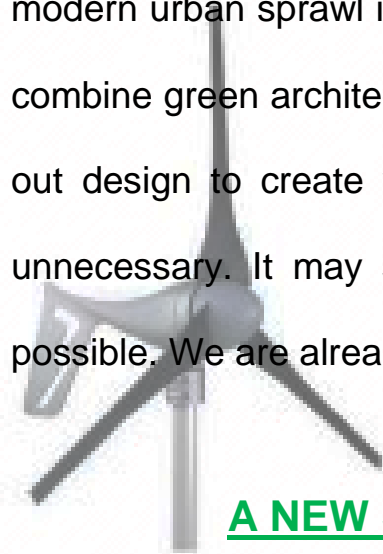 modern urban sprawl i
combine green archite
out design to create
unnecessary. It may
possible. We are alrea
A NEW